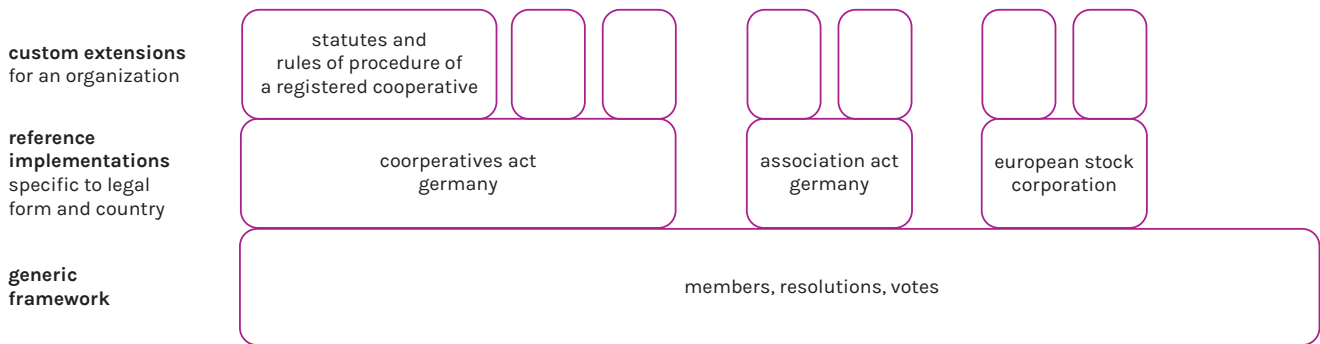 custom extensions
for an organization
statutes and
rules of procedure of
a registered cooperative
reference
implementations
specific to legal
form and country
coorperatives act
germany
association act
germany
european stock
corporation
generic
framework
members, resolutions, votes